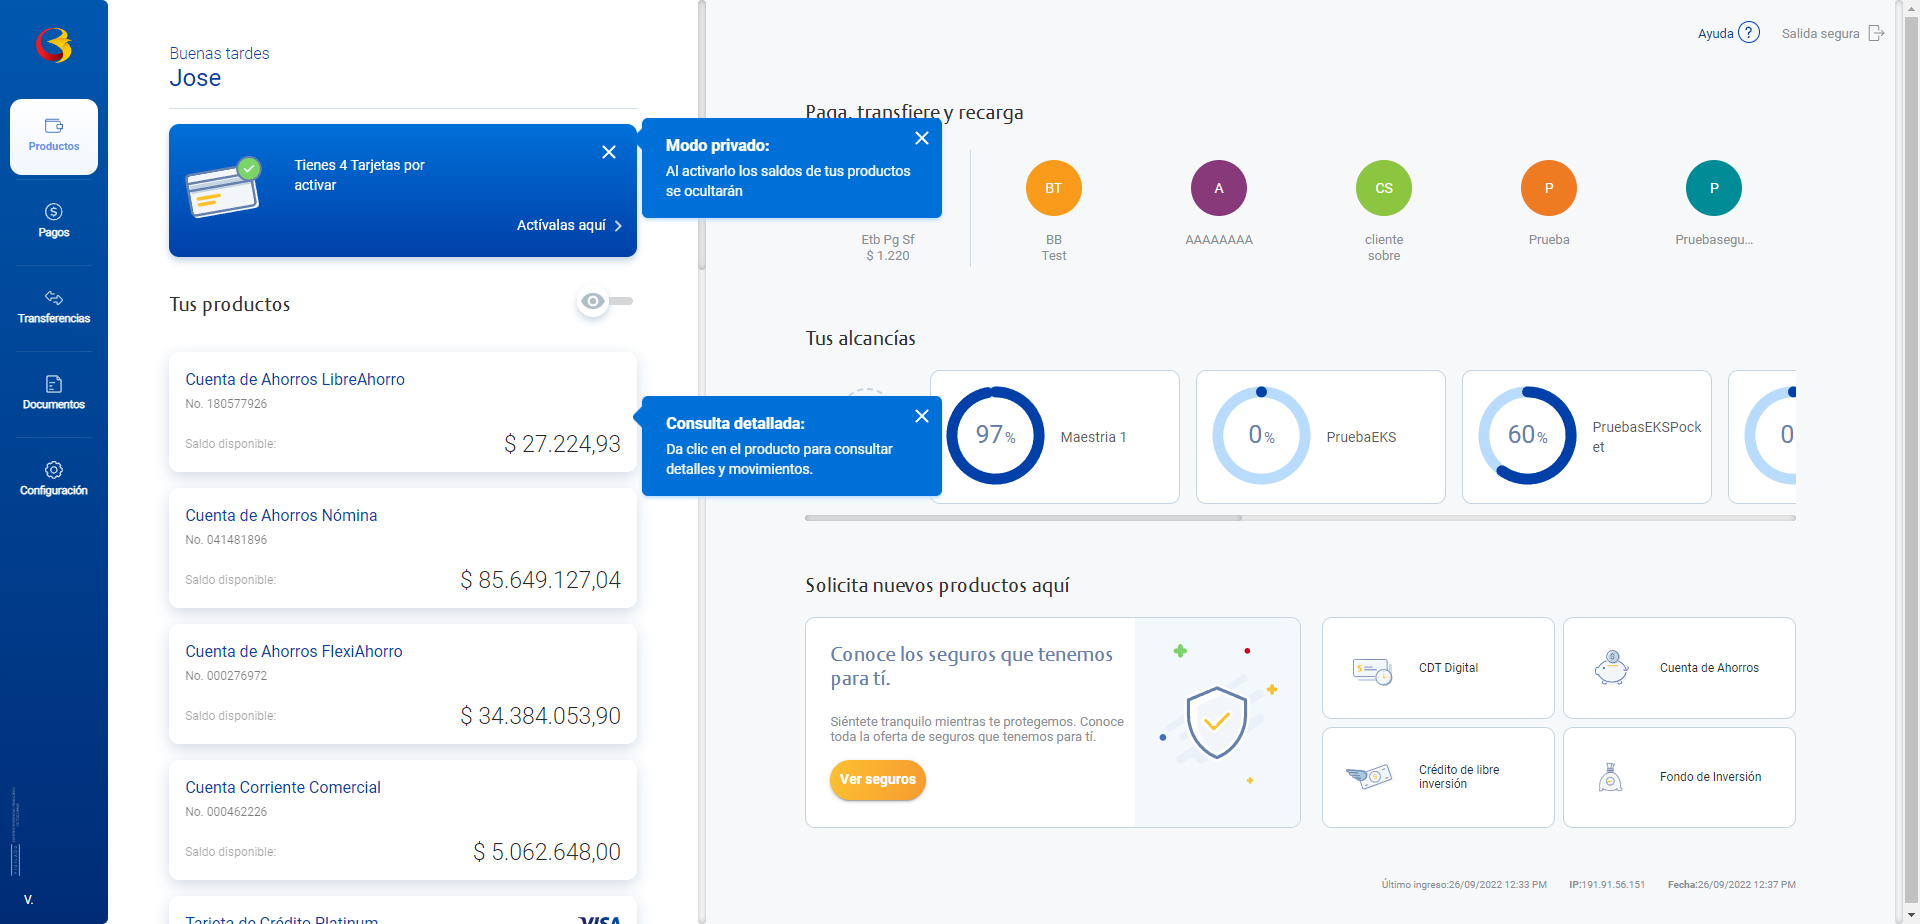 Productos
Pagos
Transferencias
Documentos
Configuración
V.
Buenas tardes
Jose
Tienes 4 Tarjetas por
activar
Actívalas aquí
Tus productos
Cuenta de Ahorros LibreAhorro
No. 180577926
Saldo disponible:
$ 27.224,93
Cuenta de Ahorros Nómina
No. 041481896
Saldo disponible:
$ 85.649.127,04
Cuenta de Ahorros FlexiAhorro
No. 000276972
Saldo disponible:
$ 34.384.053,90
Cuenta Corriente Comercial
No. 000462226
Saldo disponible:
$ 5.062.648,00
Tarjeta de Crédito Platinum
VISA
Modo privado:
Al activarlo los saldos de tus productos
se ocultarán
Consulta detallada:
Da clic en el producto para consultar
detalles y movimientos.
Ayuda ?
Salida segura
Paga, transfiere y recarga
Etb Pg Sf
$ 1.220
BT
BB
Test
A
AAAAAAAA
CS
cliente
sobre
P
Prueba
P
Pruebasegu...
Tus alcancías
97%
Maestria 1
0%
PruebaEKS
60%
PruebasEKSPock
et
0
Solicita nuevos productos aquí
Conoce los seguros que tenemos
para tí.
Siéntete tranquilo mientras te protegemos. Conoce
toda la oferta de seguros que tenemos para tí.
Ver seguros
CDT Digital
Cuenta de Ahorros
Crédito de libre
inversión
Fondo de Inversión
Último ingreso:26/09/2022 12:33 PM
IP:191.91.56.151
Fecha:26/09/2022 12:37 PM